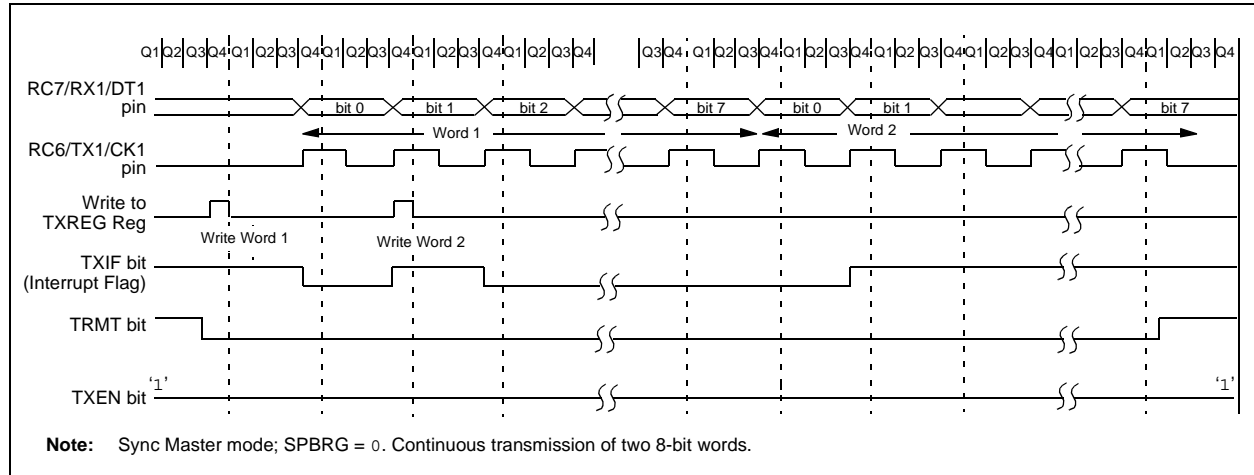 Q1 Q2 Q3 Q4 Q1 Q2 Q3 Q4 Q1 Q2 Q3 Q4 Q1 Q2 Q3 Q4 Q1 Q2 Q3 Q4 Q3 Q4 Q1 Q2 Q3 Q4 Q1 Q2 Q3 Q4 Q1 Q2 Q3 Q4 Q1 Q2 Q3 Q4 Q1 Q2 Q3 Q4 Q1 Q2 Q3 Q4
RC7/RX1/DT1
pin
bit 0 bit 1 bit 2 bit 7 bit 0 bit 1 bit 7
Word 1 Word 2
RC6/TX1/CK1
pin
Write to
TXREG Reg
Write Word 1 Write Word 2
TXIF bit
(Interrupt Flag)
TRMT bit
'1' '1'
TXEN bit
Note: Sync Master mode; SPBRG = 0. Continuous transmission of two 8-bit words.